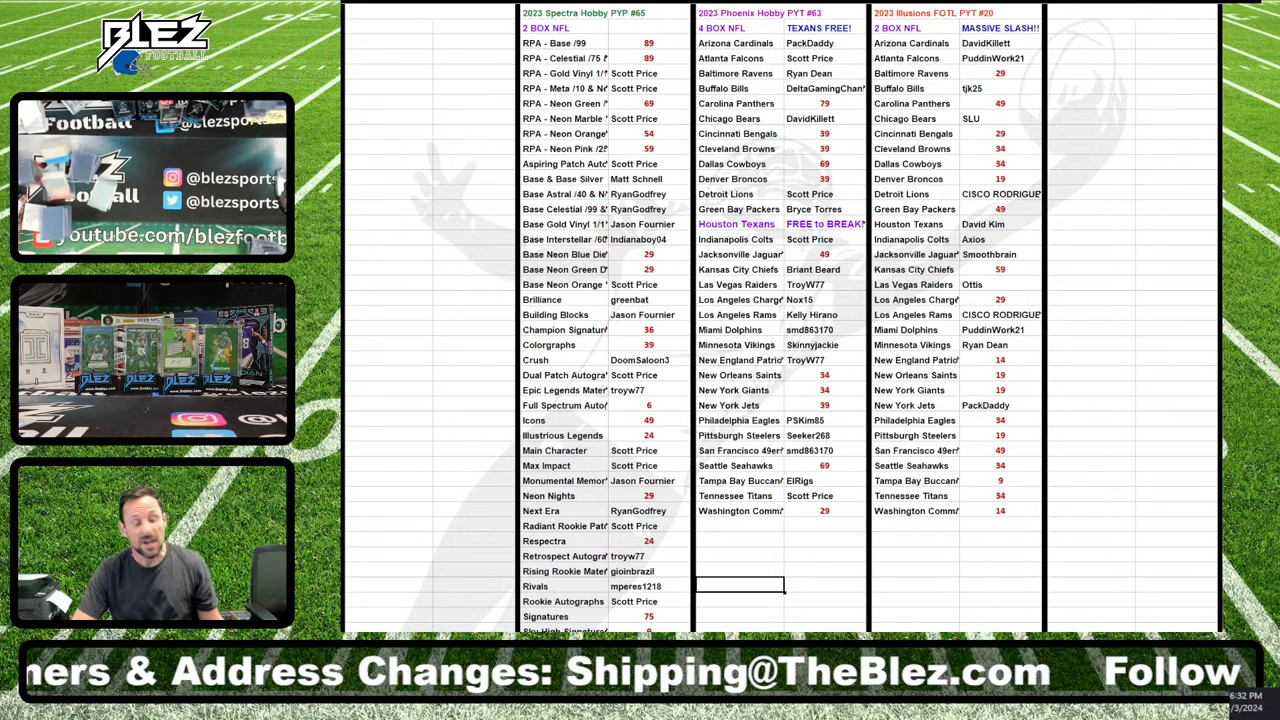 BLEZ
FOOTBALL
Football
@blezsports
@blezsports
youtube.com/blezfootb
2023 Spectra Hobby PYP #65
2 BOX NFL
RPA - Base /99 89
RPA - Celestial /75 89
RPA - Gold Vinyl 1/ Scott Price
RPA - Meta /10 & N Scott Price
RPA - Neon Green / 69
RPA - Neon Marble Scott Price
RPA - Neon Orange 54
RPA - Neon Pink /25 59
Aspiring Patch Auto Scott Price
Base & Base Silver Matt Schnell
Base Astral /40 & N RyanGodfrey
Base Celestial /99 & RyanGodfrey
Base Gold Vinyl 1/1 Jason Fournier
Base Interstellar /60 Indianaboy04
Base Neon Blue Die 29
Base Neon Green D 29
Base Neon Orange Scott Price
Brilliance greenbat
Building Blocks Jason Fournier
Champion Signatur 36
Colorgraphs 39
Crush DoomSaloon3
Dual Patch Autogra Scott Price
Epic Legends Mater troyw77
Full Spectrum Auto 6
Icons 49
Illustrious Legends 24
Main Character Scott Price
Max Impact Scott Price
Monumental Memor Jason Fournier
Neon Nights 29
Next Era RyanGodfrey
Radiant Rookie Pat Scott Price
Respectra 24
Retrospect Autogra troyw77
Rising Rookie Mater gioinbrazil
Rivals mperes1218
Rookie Autographs Scott Price
Signatures 75
Sky High Signatura 9
2023 Phoenix Hobby PYT #63
4 BOX NFL TEXANS FREE!
Arizona Cardinals PackDaddy
Atlanta Falcons Scott Price
Baltimore Ravens Ryan Dean
Buffalo Bills DeltaGamingChan
Carolina Panthers 79
Chicago Bears DavidKillett
Cincinnati Bengals 39
Cleveland Browns 39
Dallas Cowboys 69
Denver Broncos 39
Detroit Lions Scott Price
Green Bay Packers Bryce Torres
Houston Texans FREE to BREAK!
Indianapolis Colts Scott Price
Jacksonville Jaguar 49
Kansas City Chiefs Briant Beard
Las Vegas Raiders TroyW77
Los Angeles Charg Nox15
Los Angeles Rams Kelly Hirano
Miami Dolphins smd863170
Minnesota Vikings Skinnyjackie
New England Patrio TroyW77
New Orleans Saints 34
New York Giants 34
New York Jets 39
Philadelphia Eagles PSKim85
Pittsburgh Steelers Seeker268
San Francisco 49er smd863170
Seattle Seahawks 69
Tampa Bay Buccan ElRigs
Tennessee Titans Scott Price
Washington Comm 29
2023 Illusions FOTL PYT #20
2 BOX NFL MASSIVE SLASH!!
Arizona Cardinals DavidKillett
Atlanta Falcons PuddinWork21
Baltimore Ravens 29
Buffalo Bills tjk25
Carolina Panthers 49
Chicago Bears SLU
Cincinnati Bengals 29
Cleveland Browns 34
Dallas Cowboys 34
Denver Broncos 19
Detroit Lions CISCO RODRIGUE
Green Bay Packers 49
Houston Texans David Kim
Indianapolis Colts Axios
Jacksonville Jaguar Smoothbrain
Kansas City Chiefs 59
Las Vegas Raiders Ottis
Los Angeles Charg 29
Los Angeles Rams CISCO RODRIGUE
Miami Dolphins PuddinWork21
Minnesota Vikings Ryan Dean
New England Patrio 14
New Orleans Saints 19
New York Giants 19
New York Jets PackDaddy
Philadelphia Eagles 34
Pittsburgh Steelers 19
San Francisco 49er 49
Seattle Seahawks 34
Tampa Bay Buccan 9
Tennessee Titans 34
Washington Comm 14
BLEZ BLEZ BLEZ BLEZ
ners & Address Changes: Shipping@TheBlez.com Follow
6:32 PM
/3/2024